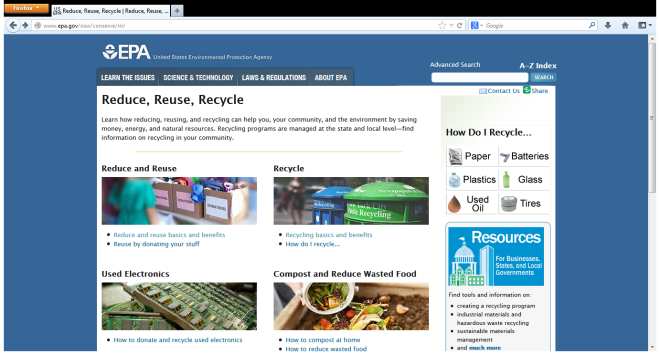 Firefox
Reduce, Reuse, Recycle | Reduce, Reuse, ...
www.epa.gov/osw/conserve/rrr/
Google
EPA United States Environmental Protection Agency
Advanced Search
A–Z Index
SEARCH
LEARN THE ISSUES SCIENCE & TECHNOLOGY LAWS & REGULATIONS ABOUT EPA
Contact Us Share
Reduce, Reuse, Recycle
Learn how reducing, reusing, and recycling can help you, your community, and the environment by saving
money, energy, and natural resources. Recycling programs are managed at the state and local level—find
information on recycling in your community.
Reduce and Reuse
DONATIONS
• Reduce and reuse basics and benefits
• Reuse by donating your stuff
Recycle
Recycling
• Recycling basics and benefits
• How do I recycle...
Used Electronics
• How to donate and recycle used electronics
Compost and Reduce Wasted Food
• How to compost at home
• How to reduce wasted food
How Do I Recycle...
Paper Batteries
Plastics Glass
Used Oil Tires
Resources
For Businesses,
States, and Local
Governments
Find tools and information on:
• creating a recycling program
• industrial materials and
hazardous waste recycling
• sustainable materials
management
• and much more